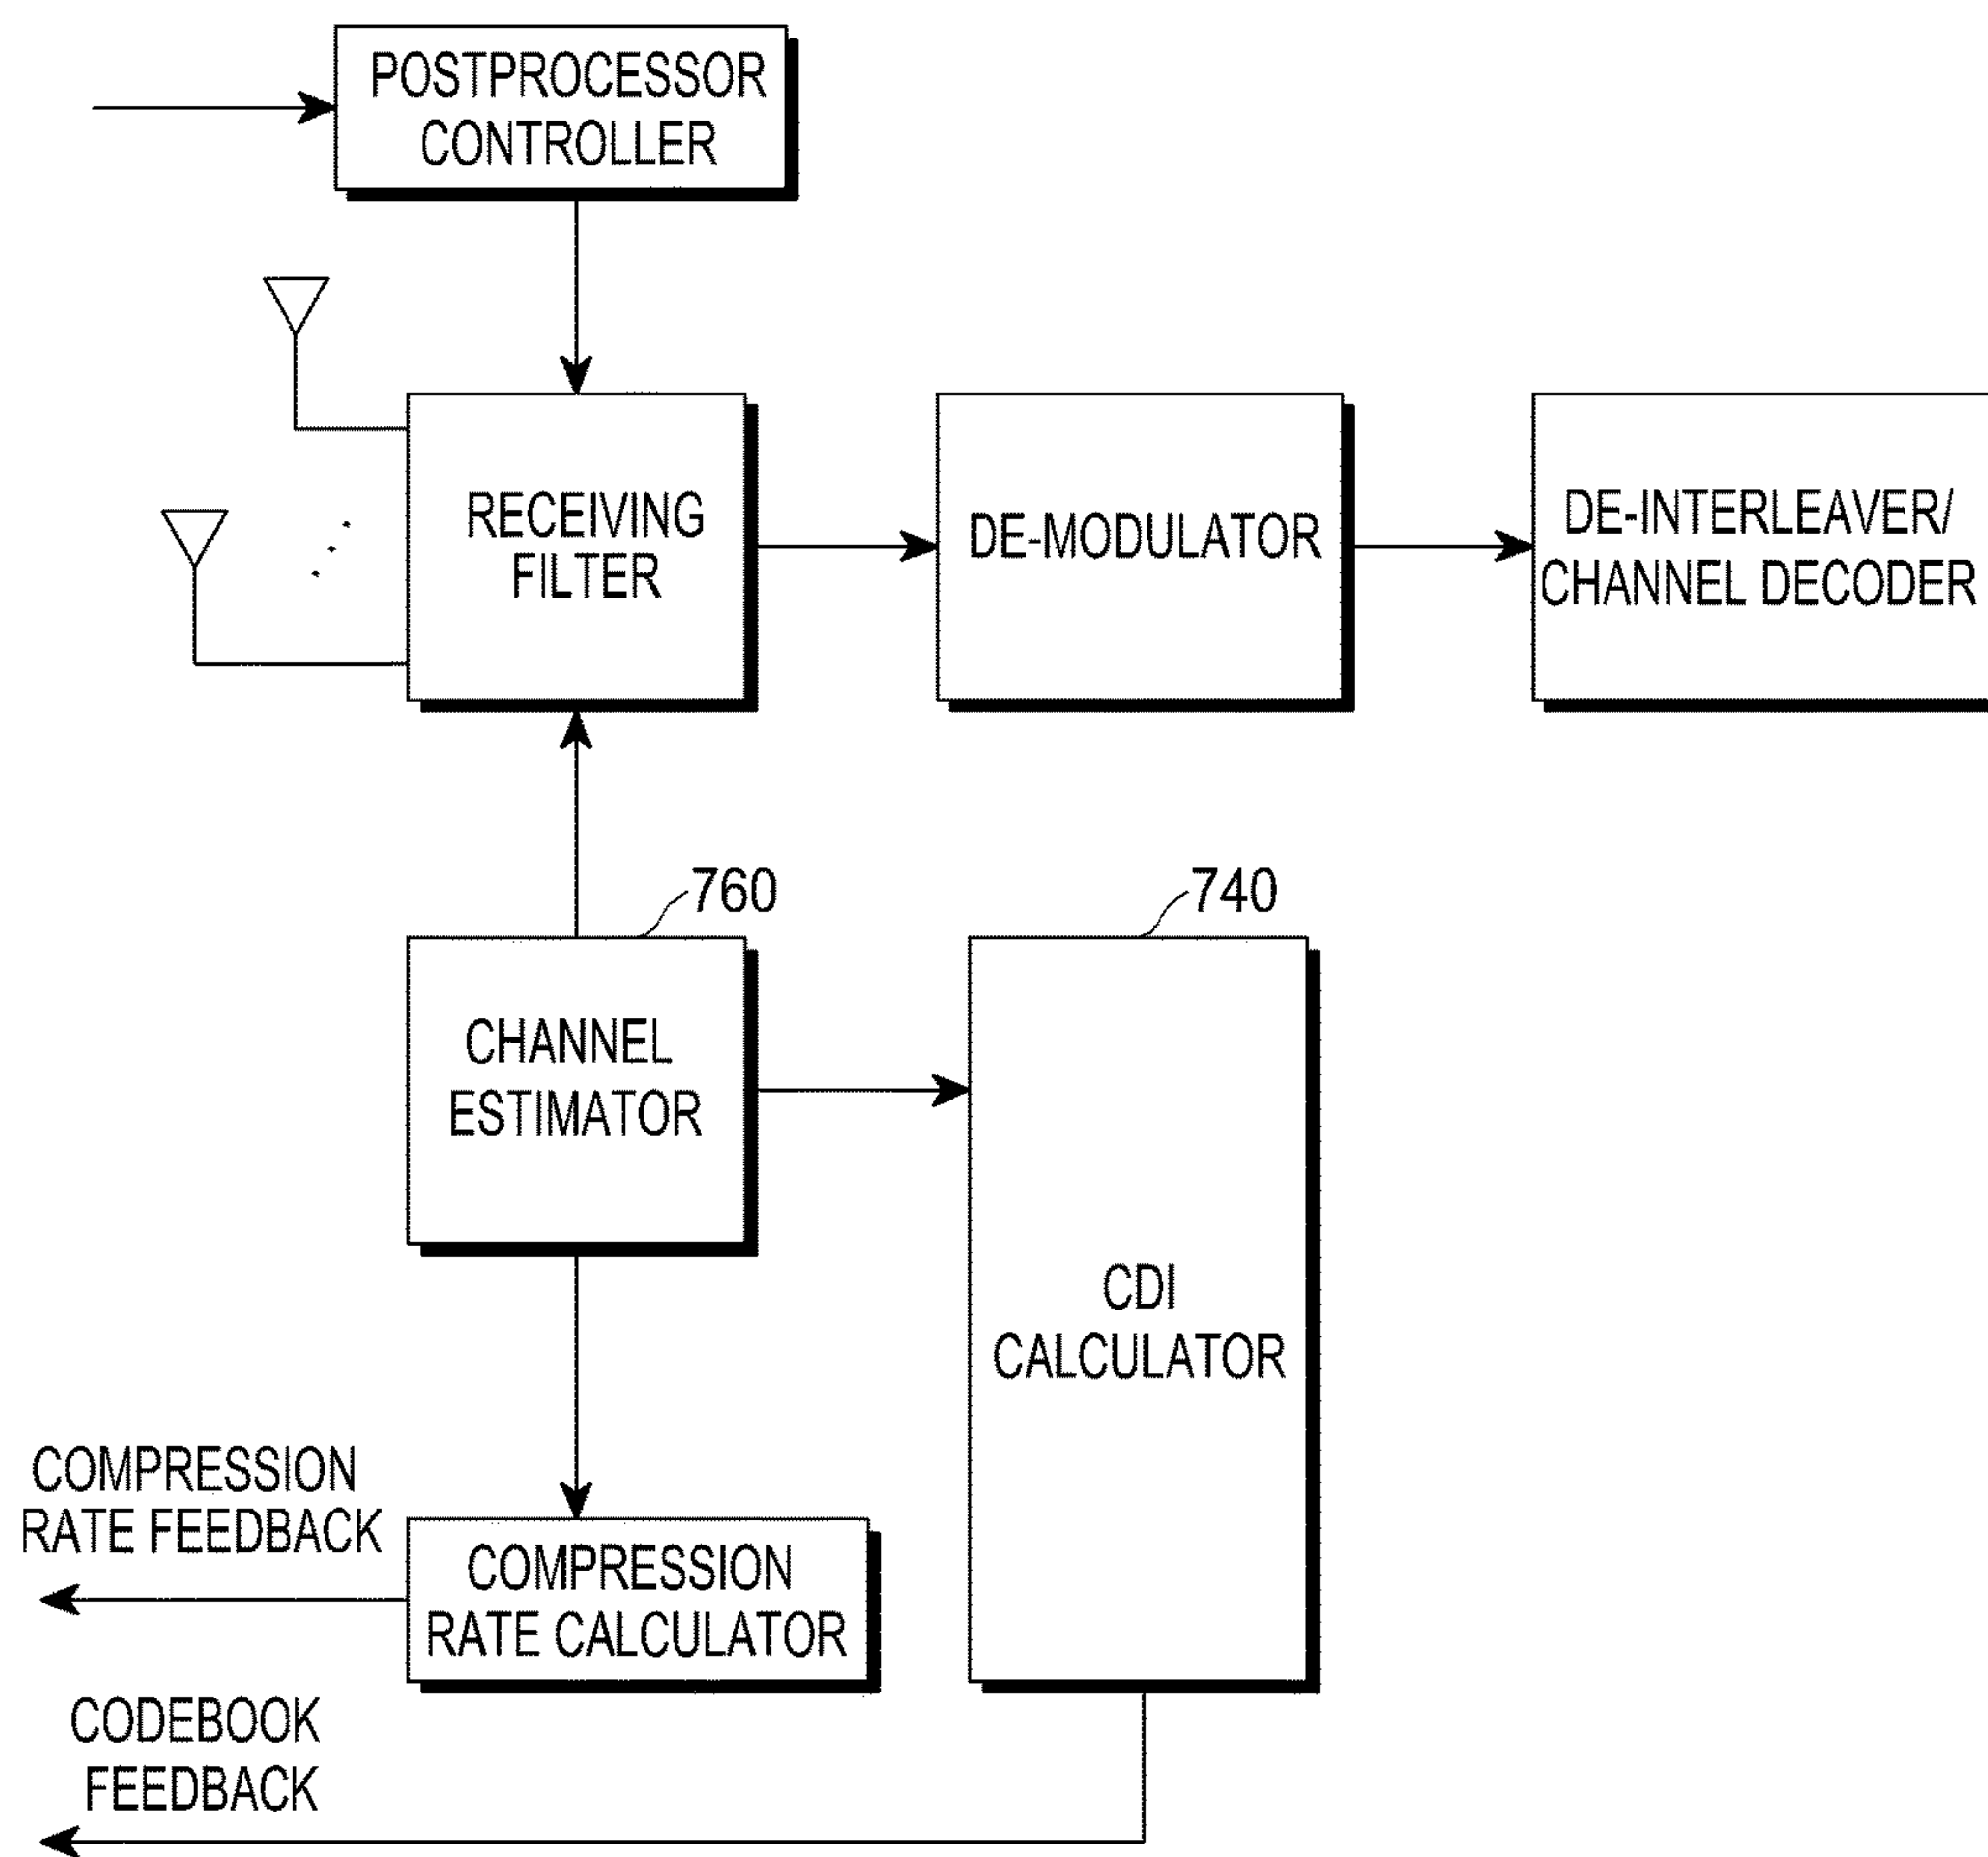 POSTPROCESSOR
CONTROLLER
RECEIVING
FILTER
DE-MODULATOR
DE-INTERLEAVER/
CHANNEL DECODER
760
740
CHANNEL
ESTIMATOR
CDI
CALCULATOR
COMPRESSION
RATE FEEDBACK
COMPRESSION
RATE CALCULATOR
CODEBOOK
FEEDBACK